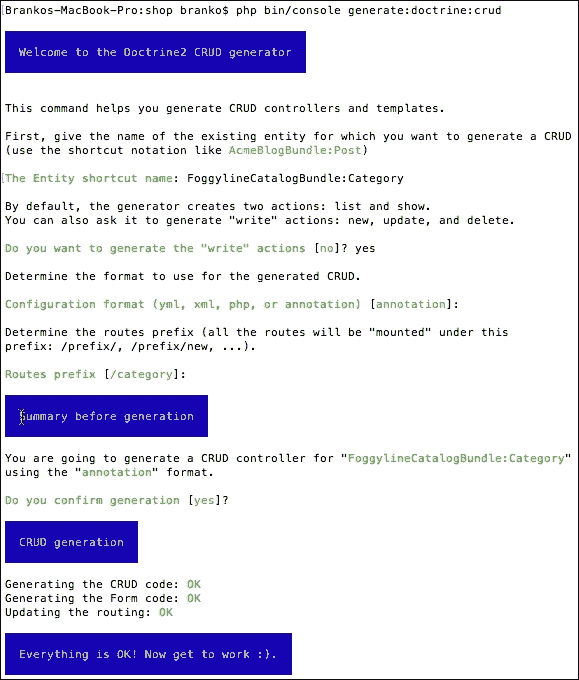 Brankos-MacBook-Pro:shop branko$ php bin/console generate:doctrine:crud
Welcome to the Doctrine2 CRUD generator
This command helps you generate CRUD controllers and templates.
First, give the name of the existing entity for which you want to generate a CRUD
(use the shortcut notation like AcmeBlogBundle:Post)
The Entity shortcut name: FoggylineCatalogBundle:Category
By default, the generator creates two actions: list and show.
You can also ask it to generate "write" actions: new, update, and delete.
Do you want to generate the "write" actions [no]? yes
Determine the format to use for the generated CRUD.
Configuration format (yml, xml, php, or annotation) [annotation]:
Determine the routes prefix (all the routes will be "mounted" under this
prefix: /prefix/, /prefix/new, ...).
Routes prefix [/category]:
Summary before generation
You are going to generate a CRUD controller for "FoggylineCatalogBundle:Category"
using the "annotation" format.
Do you confirm generation [yes]?
CRUD generation
Generating the CRUD code: OK
Generating the Form code: OK
Updating the routing: OK
Everything is OK! Now get to work :).